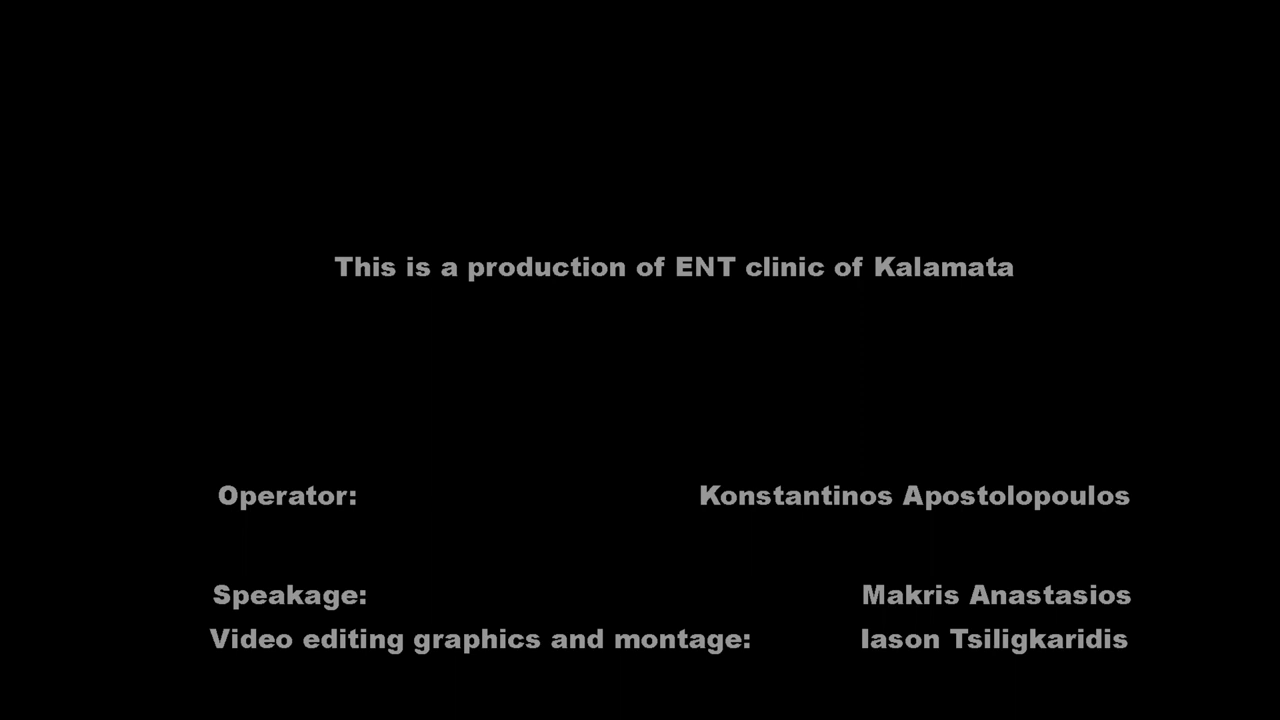 This is a production of ENT clinic of Kalamata
Operator: Konstantinos Apostolopoulos
Speakage: Makris Anastasios
Video editing graphics and montage: Iason Tsiligkaridis